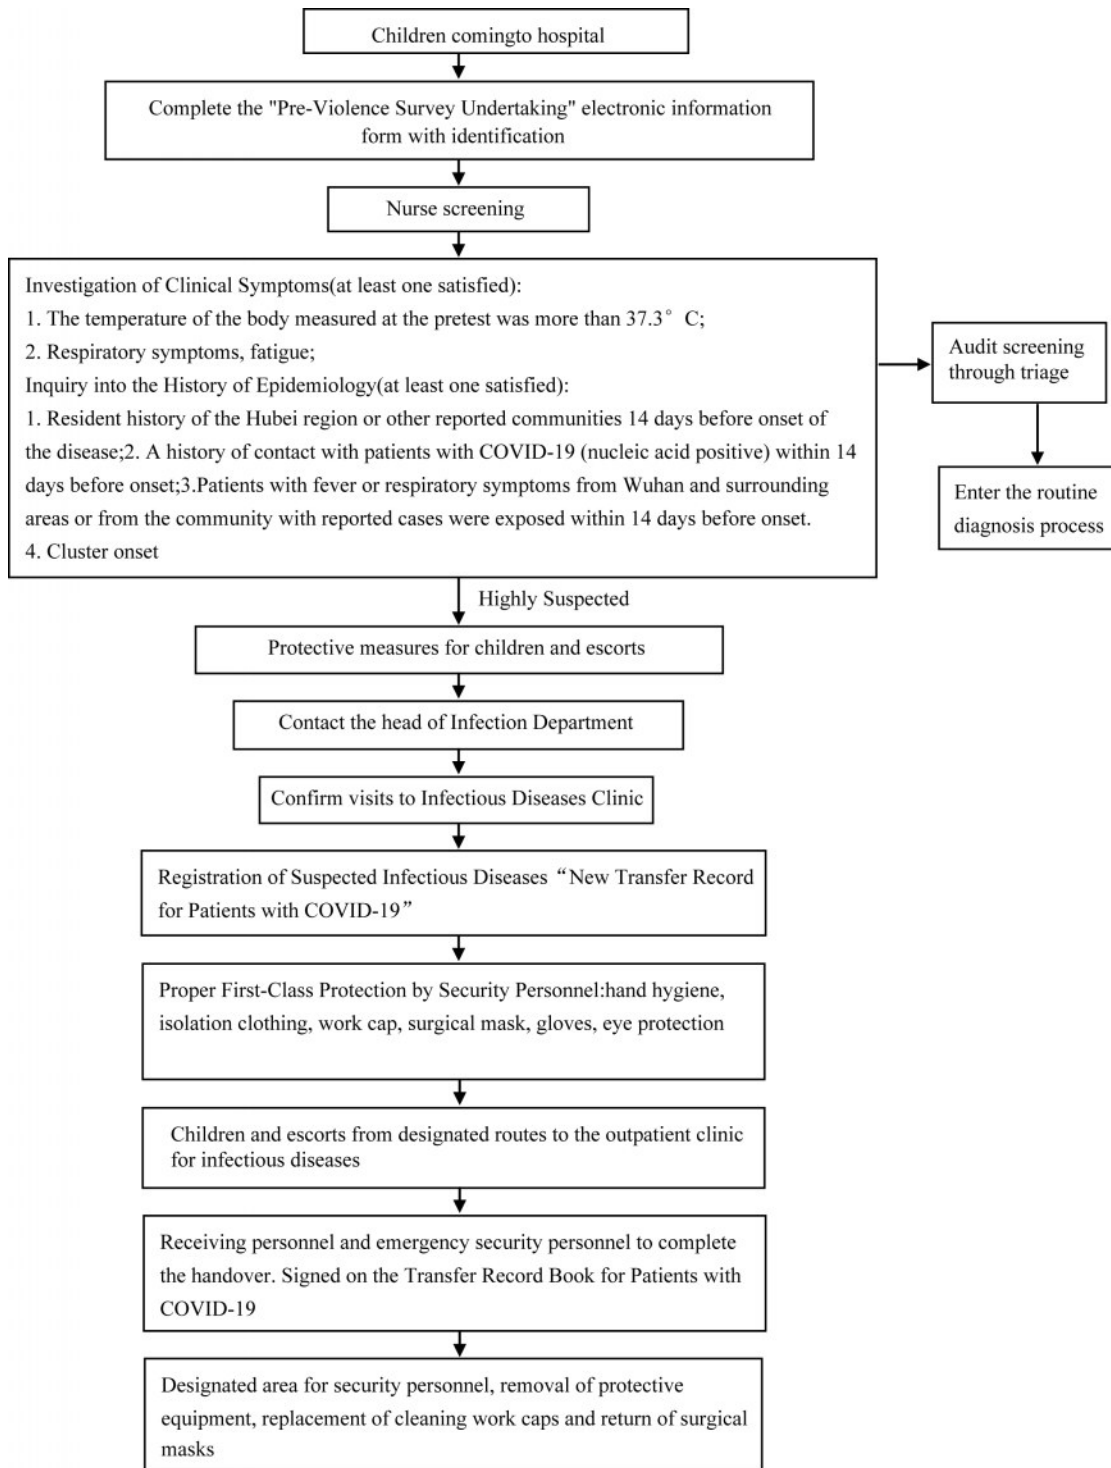 Children comingto hospital
Complete the "Pre-Violence Survey Undertaking" electronic information
form with identification
Nurse screening
Investigation of Clinical Symptoms(at least one satisfied):
1. The temperature of the body measured at the pretest was more than 37.3° C;
2. Respiratory symptoms, fatigue;
Inquiry into the History of Epidemiology(at least one satisfied):
1. Resident history of the Hubei region or other reported communities 14 days before onset of
the disease;2. A history of contact with patients with COVID-19 (nucleic acid positive) within 14
days before onset;3.Patients with fever or respiratory symptoms from Wuhan and surrounding
areas or from the community with reported cases were exposed within 14 days before onset.
4. Cluster onset
Audit screening
through triage
Enter the routine
diagnosis process
Highly Suspected
Protective measures for children and escorts
Contact the head of Infection Department
Confirm visits to Infectious Diseases Clinic
Registration of Suspected Infectious Diseases “New Transfer Record
for Patients with COVID-19”
Proper First-Class Protection by Security Personnel:hand hygiene,
isolation clothing, work cap, surgical mask, gloves, eye protection
Children and escorts from designated routes to the outpatient clinic
for infectious diseases
Receiving personnel and emergency security personnel to complete
the handover. Signed on the Transfer Record Book for Patients with
COVID-19
Designated area for security personnel, removal of protective
equipment, replacement of cleaning work caps and return of surgical
masks